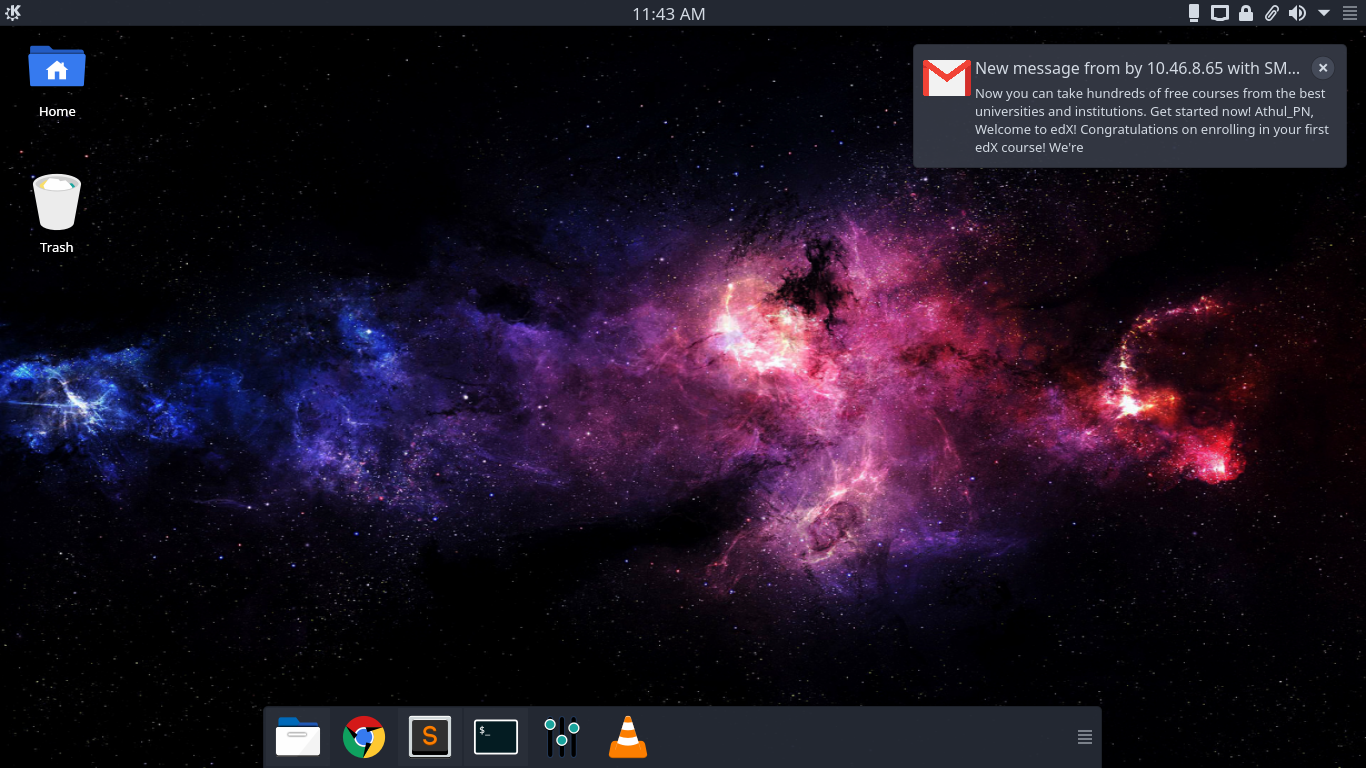 11:43 AM
Home
Trash
New message from by 10.46.8.65 with SM...
Now you can take hundreds of free courses from the best
universities and institutions. Get started now! Athul_PN,
Welcome to edX! Congratulations on enrolling in your first
edX course! We're
S
$_